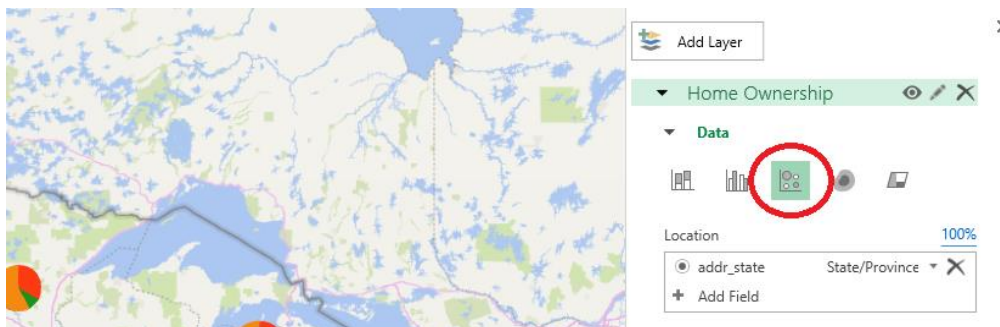 Add Layer
Home Ownership
Data
Location 100%
addr_state State/Province
Add Field